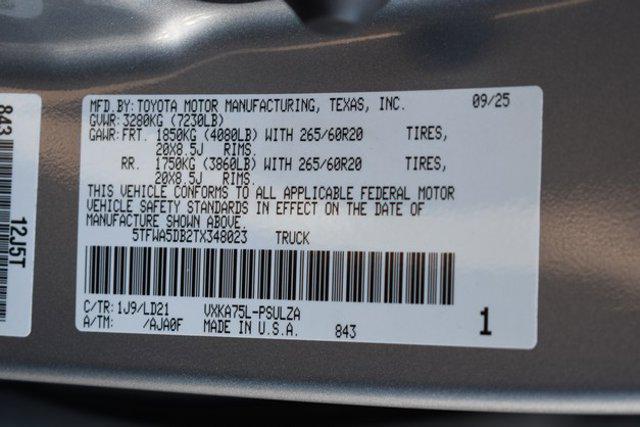 MFD.BY: TOYOTA MOTOR MANUFACTURING, TEXAS, INC. 09/25
GVWR: 3280KG (7230LB)
GAWR: FRT. 1850KG (4080LB) WITH 265/60R20 TIRES,
20X8.5J RIMS.
RR. 1750KG (3860LB) WITH 265/60R20 TIRES,
20X8.5J RIMS
THIS VEHICLE CONFORMS TO ALL APPLICABLE FEDERAL MOTOR
VEHICLE SAFETY STANDARDS IN EFFECT ON THE DATE OF
MANUFACTURE SHOWN ABOVE.
5TFWA5DB2TX348023 TRUCK
C/TR: 1J9/LD21 VXKA75L-PSULZA
A/TM: /AJA0F MADE IN U.S.A. 843 1
843
12J5T